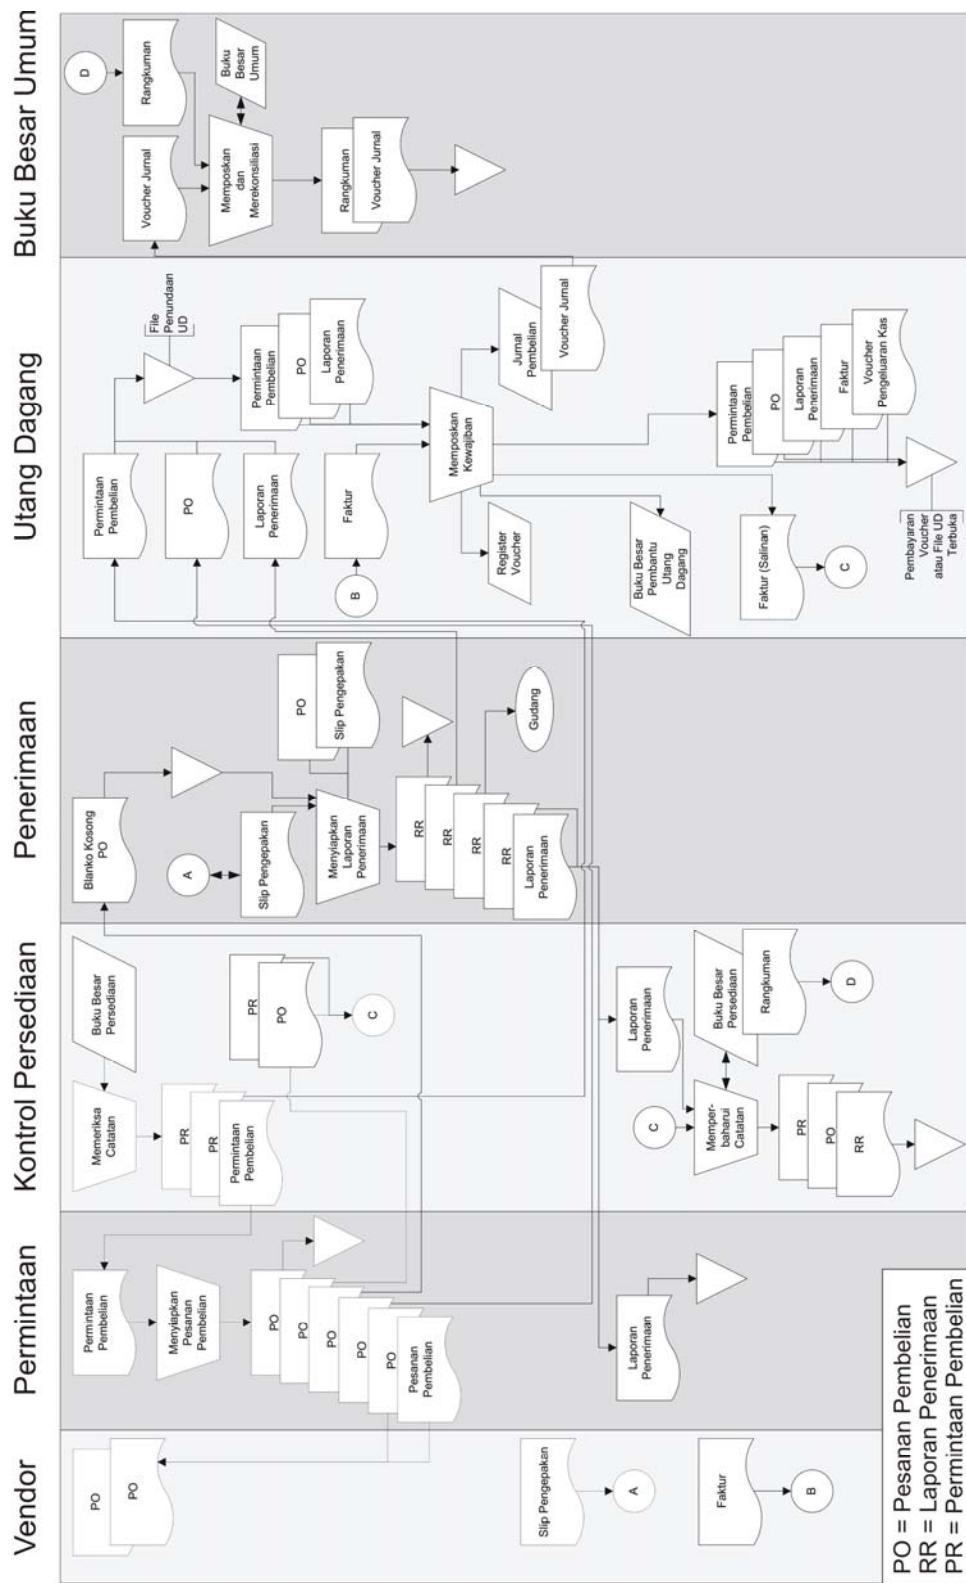 Vendor
PO
PO
Slip Pengepakan
A
Faktur
B
PO = Pesanan Pembelian
RR = Laporan Penerimaan
PR = Permintaan Pembelian
Permintaan
Permintaan
Pembelian
Menyiapkan
Pesanan
Pembelian
PO
PO
PO
PO
PO
Pesanan
Pembelian
Laporan
Penerimaan
Kontrol Persediaan
Buku Besar
Persediaan
Memeriksa
Catatan
PR
PR
Permintaan
Pembelian
PR
PO
C
Laporan
Penerimaan
C
Memper-
baharui
Catatan
Buku Besar
Persediaan
Rangkuman
D
PR
PO
RR
Penerimaan
Blanko Kosong
PO
A
Slip Pengepakan
Menyiapkan
Laporan
Penerimaan
PO
Slip Pengepakan
RR
RR
RR
RR
Laporan
Penerimaan
Gudang
Utang Dagang
Permintaan
Pembelian
PO
Laporan
Penerimaan
File
Penundaan
UD
Permintaan
Pembelian
PO
Laporan
Penerimaan
B
Faktur
Memposkan
Kewajiban
Register
Voucher
Jurnal
Pembelian
Voucher Jurnal
Buku Besar
Pembantu
Utang
Dagang
Faktur (Salinan)
C
Permintaan
Pembelian
PO
Laporan
Penerimaan
Faktur
Voucher
Pengeluaran Kas
Pembayaran
Voucher
atau File UD
Terbuka
Buku Besar Umum
D
Rangkuman
Voucher Jurnal
Buku
Besar
Umum
Memposkan
dan
Merekonsiliasi
Rangkuman
Voucher Jurnal